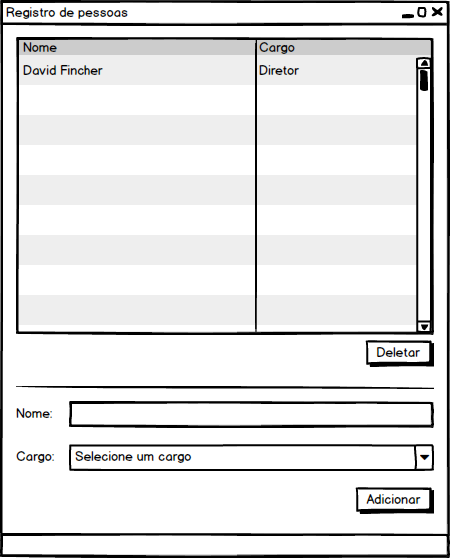 Registro de pessoas
Nome Cargo
David Fincher Diretor
Deletar
Nome:
Cargo: Selecione um cargo
Adicionar